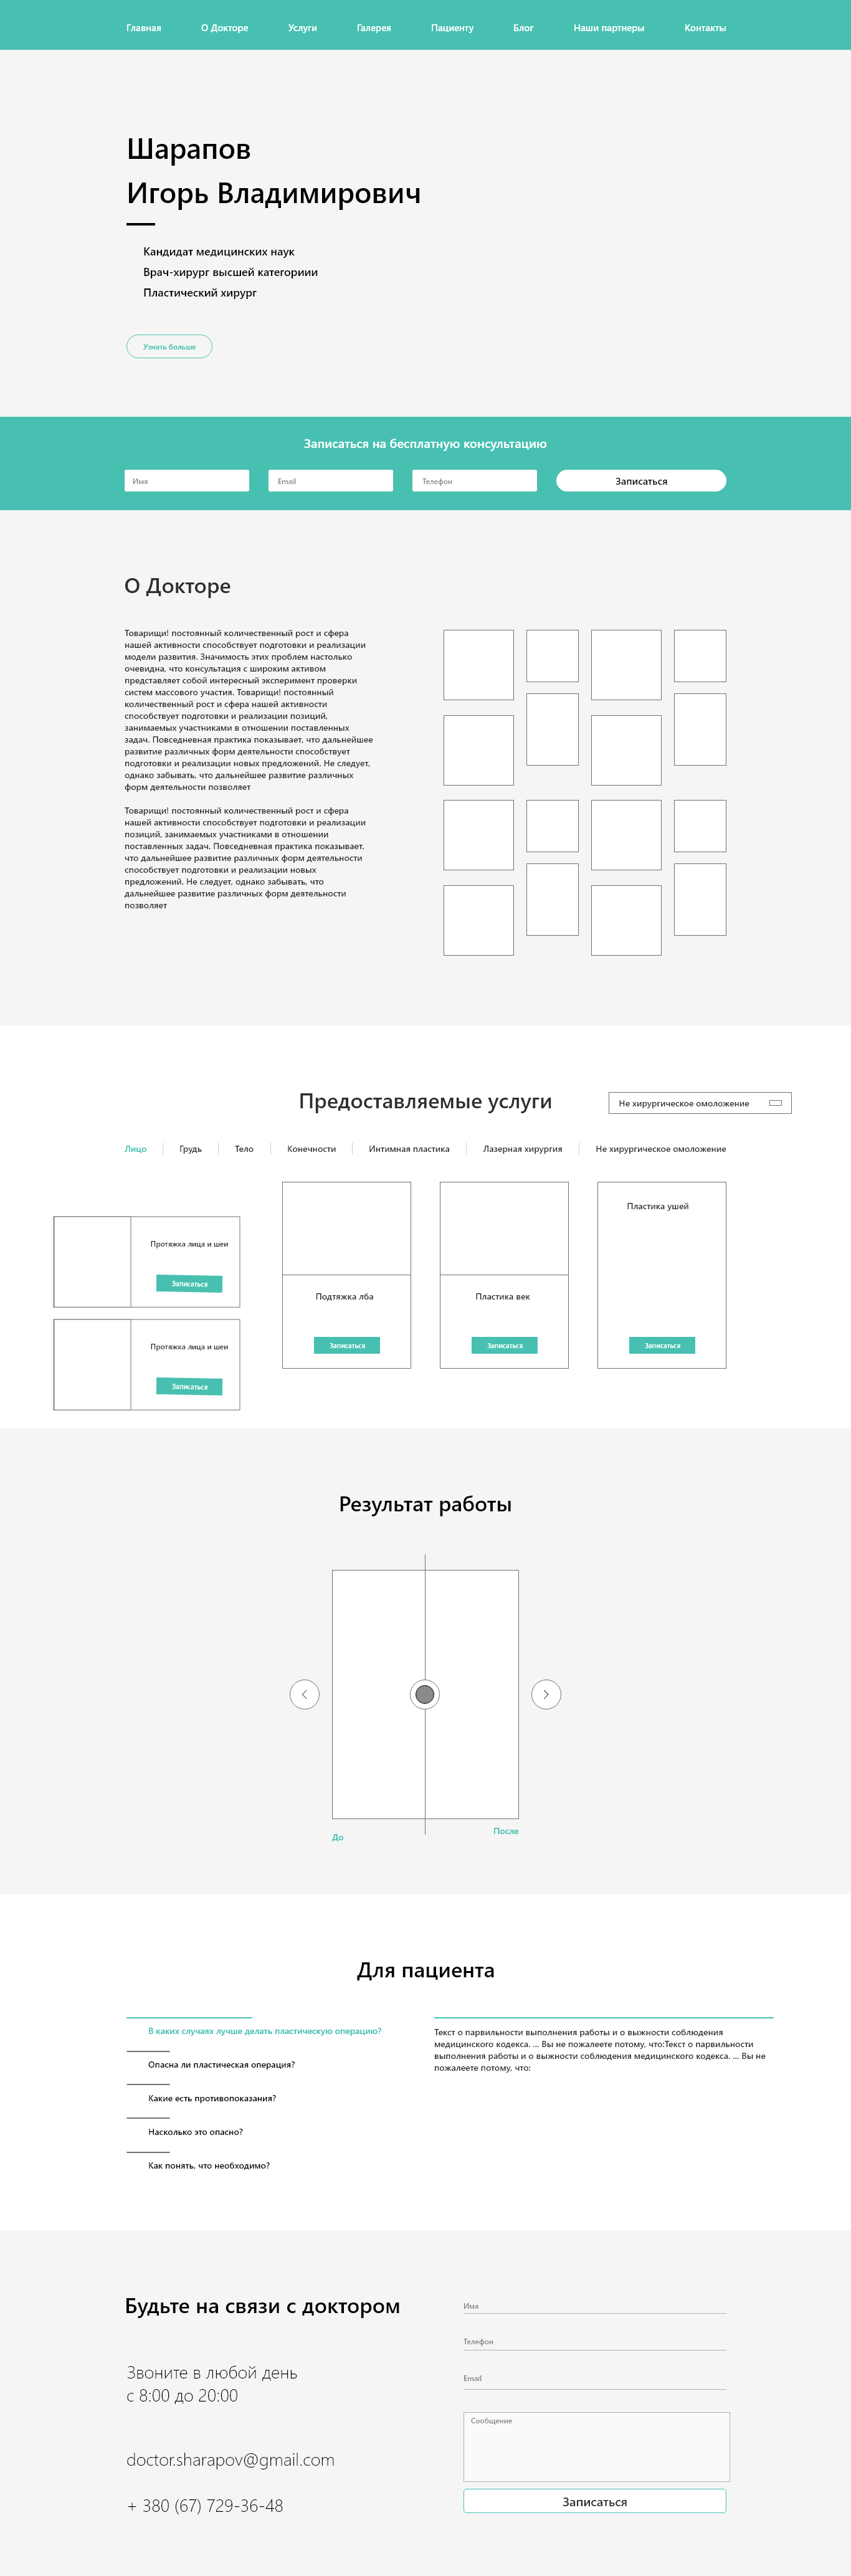 Главная О Докторе Услуги Галерея Пациенту Блог Наши партнеры Контакты
Шарапов
Игорь Владимирович
Кандидат медицинских наук
Врач-хирург высшей категориии
Пластический хирург
Узнать больше
Записаться на бесплатную консультацию
Имя Email Телефон Записаться
О Докторе
Товарищи! постоянный количественный рост и сфера
нашей активности способствует подготовки и реализации
модели развития. Значимость этих проблем настолько
очевидна, что консультация с широким активом
представляет собой интересный эксперимент проверки
систем массового участия. Товарищи! постоянный
количественный рост и сфера нашей активности
способствует подготовки и реализации позиций,
занимаемых участниками в отношении поставленных
задач. Повседневная практика показывает, что дальнейшее
развитие различных форм деятельности способствует
подготовки и реализации новых предложений. Не следует,
однако забывать, что дальнейшее развитие различных
форм деятельности позволяет
Товарищи! постоянный количественный рост и сфера
нашей активности способствует подготовки и реализации
позиций, занимаемых участниками в отношении
поставленных задач. Повседневная практика показывает,
что дальнейшее развитие различных форм деятельности
способствует подготовки и реализации новых
предложений. Не следует, однако забывать, что
дальнейшее развитие различных форм деятельности
позволяет
Предоставляемые услуги
Не хирургическое омоложение
Лицо Грудь Тело Конечности Интимная пластика Лазерная хирургия Не хирургическое омоложение
Протяжка лица и шеи
Записаться
Протяжка лица и шеи
Записаться
Подтяжка лба
Записаться
Пластика век
Записаться
Пластика ушей
Записаться
Результат работы
До
После
Для пациента
В каких случаях лучше делать пластическую операцию?
Опасна ли пластическая операция?
Какие есть противопоказания?
Насколько это опасно?
Как понять, что необходимо?
Текст о парвильности выполнения работы и о выжности соблюдения
медицинского кодекса. ... Вы не пожалеете потому, что:Текст о парвильности
выполнения работы и о выжности соблюдения медицинского кодекса. ... Вы не
пожалеете потому, что:
Будьте на связи с доктором
Звоните в любой день
с 8:00 до 20:00
doctor.sharapov@gmail.com
+ 380 (67) 729-36-48
Имя
Телефон
Email
Сообщение
Записаться